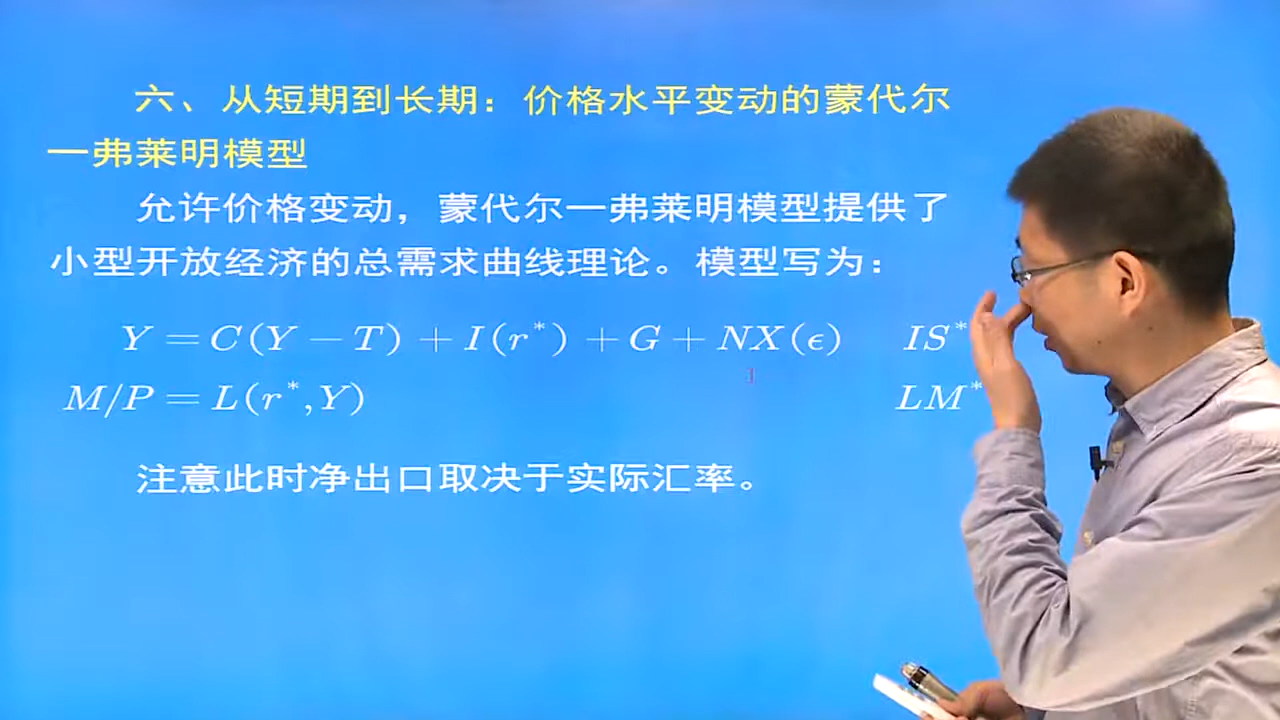 六、从短期到长期：价格水平变动的蒙代尔
—弗莱明模型
允许价格变动，蒙代尔—弗莱明模型提供了
小型开放经济的总需求曲线理论。模型写为：
Y = C(Y − T) + I(r*) + G + NX(ϵ) IS*
M/P = L(r*,Y) LM*
注意此时净出口取决于实际汇率。